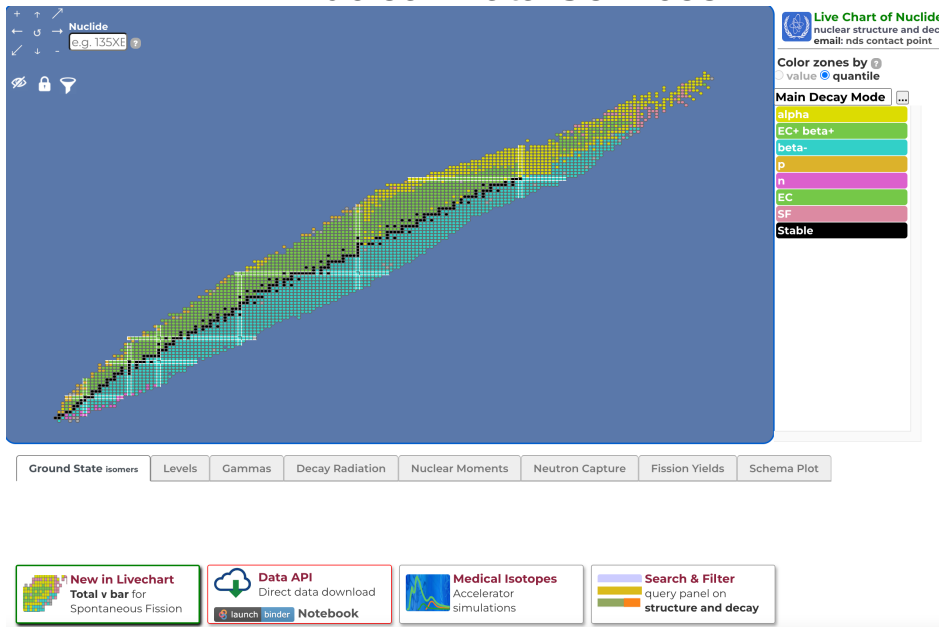 Nuclide
e.g. 135XE ?
Live Chart of Nuclide
nuclear structure and dec
email: nds contact point
Color zones by ?
value quantile
Main Decay Mode ...
alpha
EC+ beta+
beta-
p
n
EC
SF
Stable
Ground State isomers
Levels
Gammas
Decay Radiation
Nuclear Moments
Neutron Capture
Fission Yields
Schema Plot
New in Livechart
Total ν bar for
Spontaneous Fission
Data API
Direct data download
launch binder Notebook
Medical Isotopes
Accelerator
simulations
Search & Filter
query panel on
structure and decay